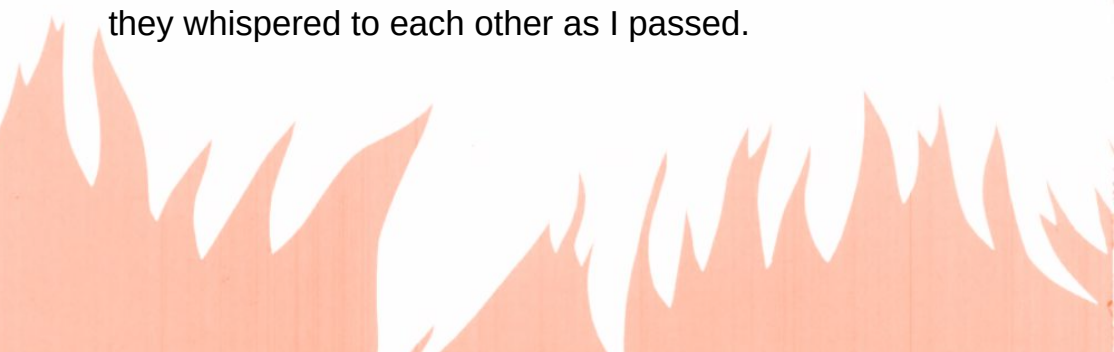 they whispered to each other as I passed.